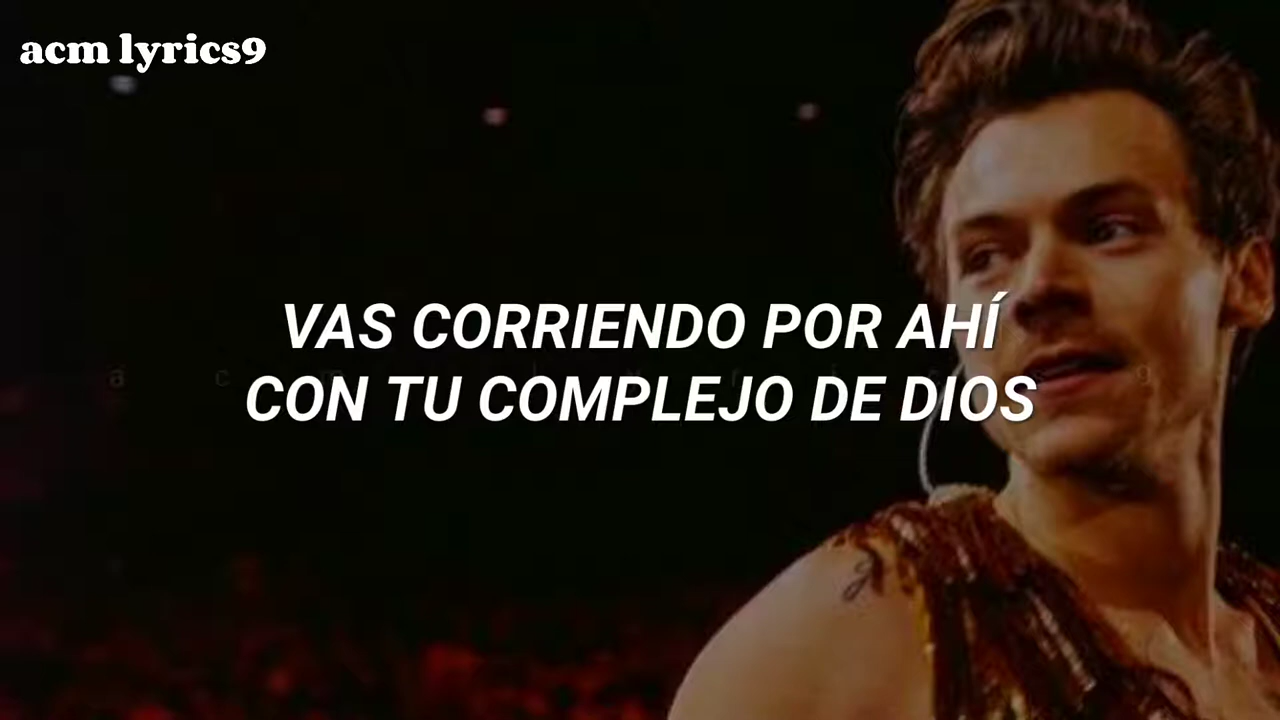 acm lyrics9
VAS CORRIENDO POR AHÍ
CON TU COMPLEJO DE DIOS